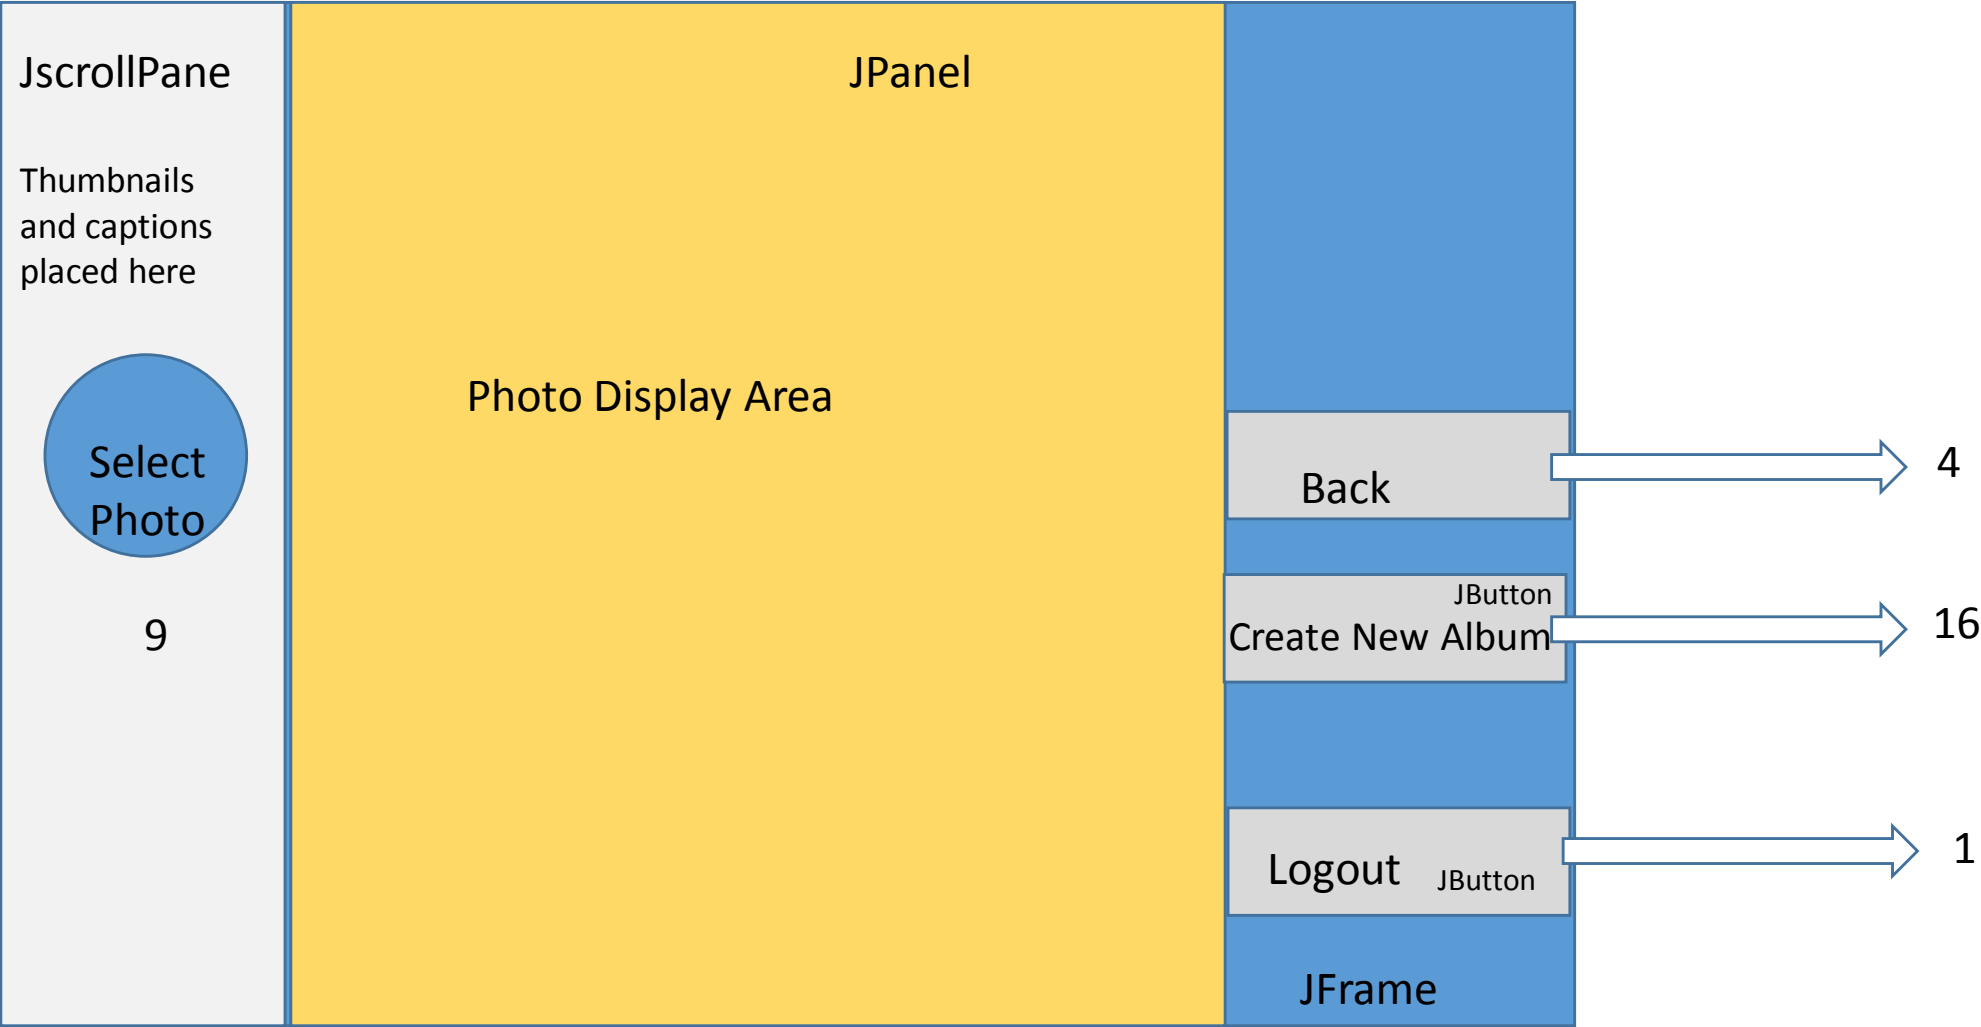 JscrollPane
Thumbnails
and captions
placed here
Select
Photo
9
JPanel
Photo Display Area
Back
4
JButton
Create New Album
16
Logout
JButton
1
JFrame